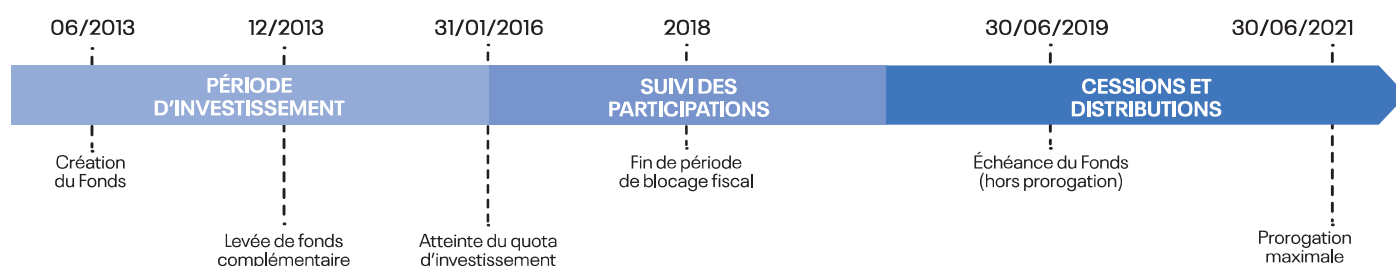 06/2013
12/2013
31/01/2016
2018
30/06/2019
30/06/2021
PÉRIODE
D'INVESTISSEMENT
SUIVI DES
PARTICIPATIONS
CESSIONS ET
DISTRIBUTIONS
Création
du Fonds
Fin de période
de blocage fiscal
Échéance du Fonds
(hors prorogation)
Levée de fonds
complémentaire
Atteinte du quota
d'investissement
Prorogation
maximale